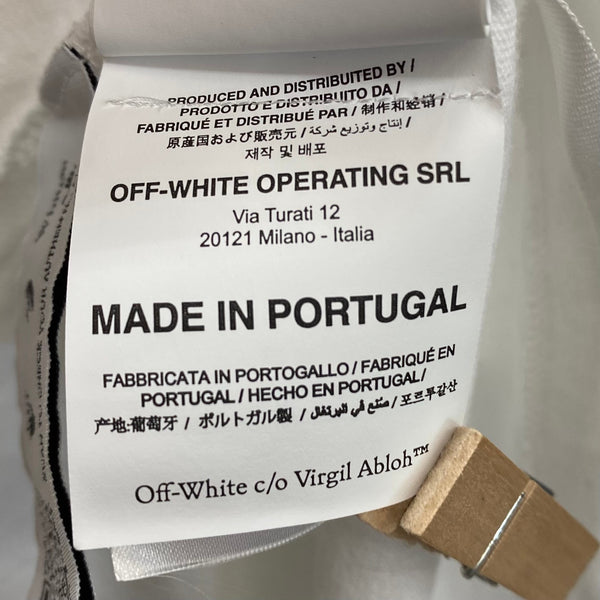 PRODUCED AND DISTRIBUITED BY /
PRODOTTO E DISTRIBUITO DA /
FABRIQUÉ ET DISTRIBUÉ PAR / 制作和经销 /
原産国および販売元 / إنتاج وتوزيع شركة /
제작 및 배포
OFF-WHITE OPERATING SRL
Via Turati 12
20121 Milano - Italia
MADE IN PORTUGAL
FABBRICATA IN PORTOGALLO / FABRIQUÉ EN
PORTUGAL / HECHO EN PORTUGAL /
产地:葡萄牙 / ポルトガル製 / صنع في البرتغال / 포르투갈산
Off-White c/o Virgil Abloh™